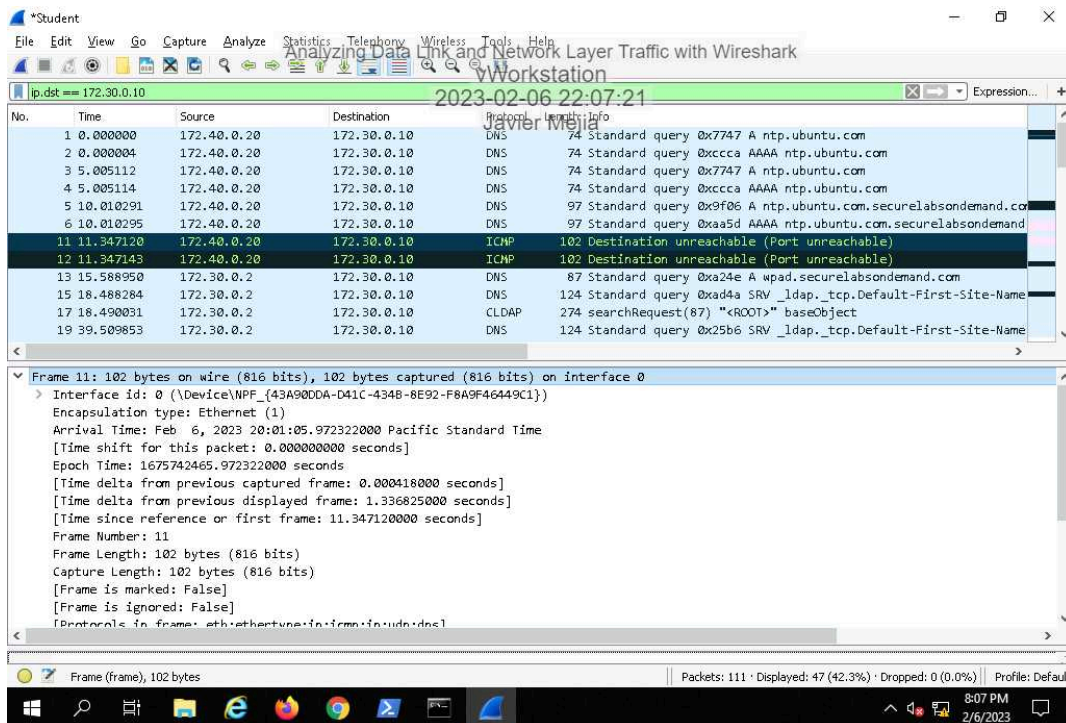 *Student
File Edit View Go Capture Analyze Statistics Telephony Wireless Tools Help
Analyzing Data Link and Network Layer Traffic with Wireshark
vWorkstation
2023-02-06 22:07:21
Javier Mejia
ip.dst == 172.30.0.10
Expression...
No. Time Source Destination Protocol Length Info
1 0.000000 172.40.0.20 172.30.0.10 DNS 74 Standard query 0x7747 A ntp.ubuntu.com
2 0.000004 172.40.0.20 172.30.0.10 DNS 74 Standard query 0xccca AAAA ntp.ubuntu.com
3 5.005112 172.40.0.20 172.30.0.10 DNS 74 Standard query 0x7747 A ntp.ubuntu.com
4 5.005114 172.40.0.20 172.30.0.10 DNS 74 Standard query 0xccca AAAA ntp.ubuntu.com
5 10.010291 172.40.0.20 172.30.0.10 DNS 97 Standard query 0x9f06 A ntp.ubuntu.com.securelabsondemand.co
6 10.010295 172.40.0.20 172.30.0.10 DNS 97 Standard query 0xaa5d AAAA ntp.ubuntu.com.securelabsondemand
11 11.347120 172.40.0.20 172.30.0.10 ICMP 102 Destination unreachable (Port unreachable)
12 11.347143 172.40.0.20 172.30.0.10 ICMP 102 Destination unreachable (Port unreachable)
13 15.588950 172.30.0.2 172.30.0.10 DNS 87 Standard query 0xa24e A wpad.securelabsondemand.com
15 18.488284 172.30.0.2 172.30.0.10 DNS 124 Standard query 0xad4a SRV _ldap._tcp.Default-First-Site-Name
17 18.490031 172.30.0.2 172.30.0.10 CLDAP 274 searchRequest(87) "<ROOT>" baseObject
19 39.509853 172.30.0.2 172.30.0.10 DNS 124 Standard query 0x25b6 SRV _ldap._tcp.Default-First-Site-Name
Frame 11: 102 bytes on wire (816 bits), 102 bytes captured (816 bits) on interface 0
Interface id: 0 (\Device\NPF_{43A90DDA-D41C-434B-8E92-F8A9F46449C1})
Encapsulation type: Ethernet (1)
Arrival Time: Feb 6, 2023 20:01:05.972322000 Pacific Standard Time
[Time shift for this packet: 0.000000000 seconds]
Epoch Time: 1675742465.972322000 seconds
[Time delta from previous captured frame: 0.000418000 seconds]
[Time delta from previous displayed frame: 1.336825000 seconds]
[Time since reference or first frame: 11.347120000 seconds]
Frame Number: 11
Frame Length: 102 bytes (816 bits)
Capture Length: 102 bytes (816 bits)
[Frame is marked: False]
[Frame is ignored: False]
[Protocols in frame: eth:ethertype:ip:icmp:ip:udp:dns]
Frame (frame), 102 bytes
Packets: 111 · Displayed: 47 (42.3%) · Dropped: 0 (0.0%)
Profile: Defaul
8:07 PM
2/6/2023